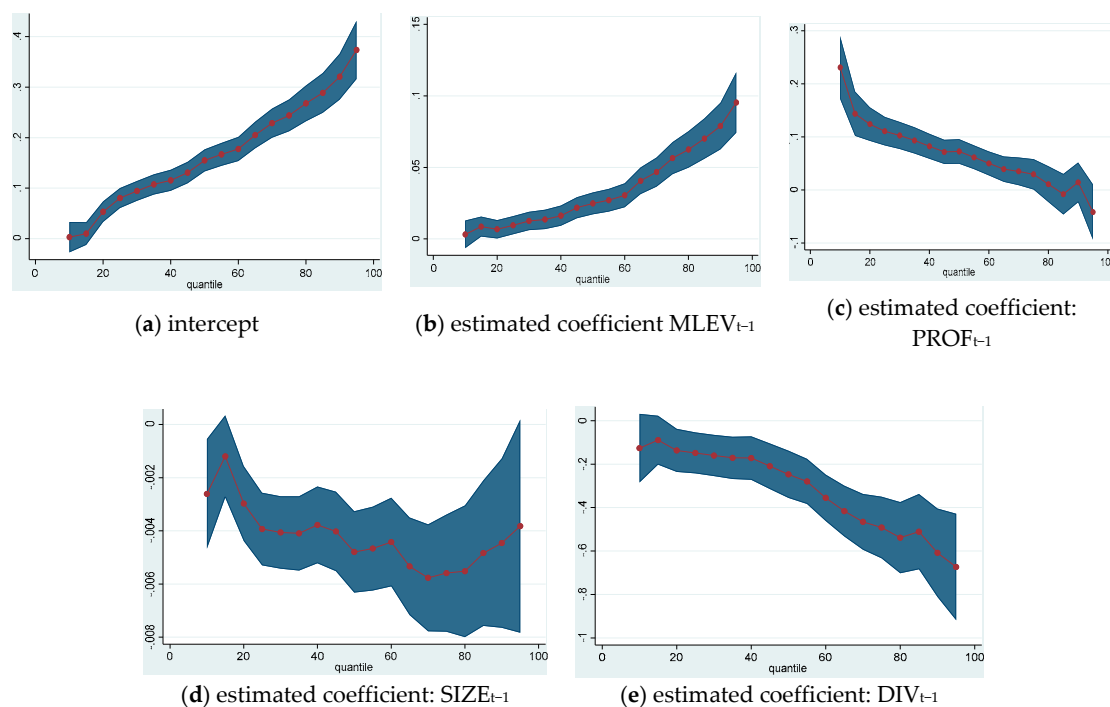 .4
.3
.2
.1
0
0 20 40 60 80 100
quantile
(a) intercept
.15
.1
.05
0
0 20 40 60 80 100
quantile
(b) estimated coefficient MLEVt−1
.3
.2
.1
0
-.1
0 20 40 60 80 100
quantile
(c) estimated coefficient:
PROFt−1
0
-.002
-.004
-.006
-.008
0 20 40 60 80 100
quantile
(d) estimated coefficient: SIZEt−1
0
-.2
-.4
-.6
-.8
-1
0 20 40 60 80 100
quantile
(e) estimated coefficient: DIVt−1